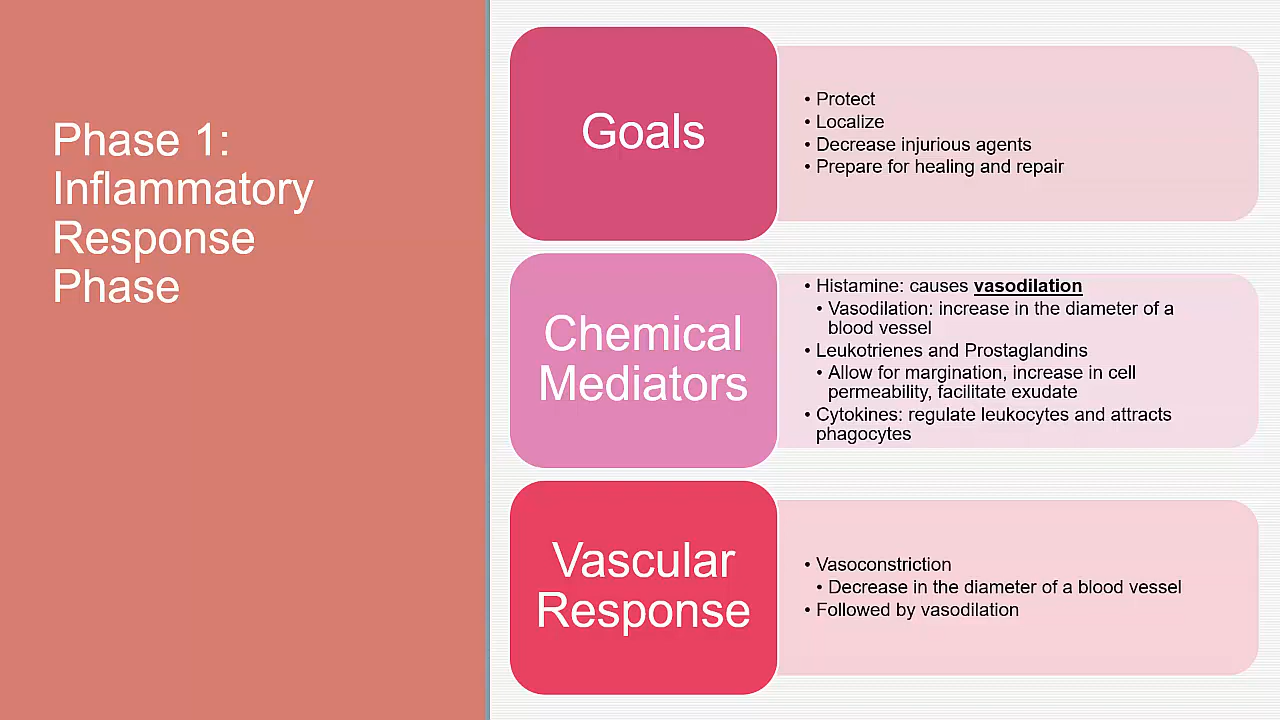 Phase 1:
Inflammatory
Response
Phase
Goals
• Protect
• Localize
• Decrease injurious agents
• Prepare for healing and repair
Chemical
Mediators
• Histamine: causes vasodilation
• Vasodilation: increase in the diameter of a
blood vessel
• Leukotrienes and Prostaglandins
• Allow for margination, increase in cell
permeability, facilitate exudate
• Cytokines: regulate leukocytes and attracts
phagocytes
Vascular
Response
• Vasoconstriction
• Decrease in the diameter of a blood vessel
• Followed by vasodilation